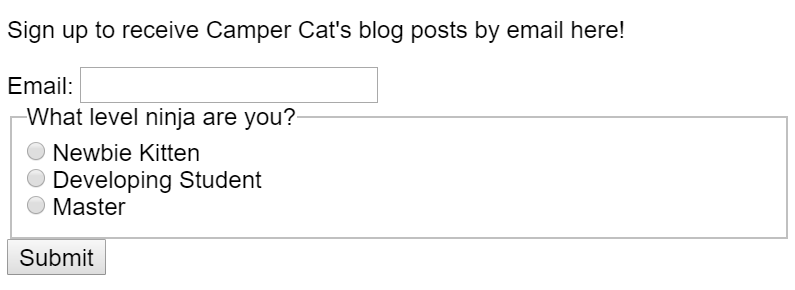 Sign up to receive Camper Cat's blog posts by email here!
Email:
What level ninja are you?
Newbie Kitten
Developing Student
Master
Submit